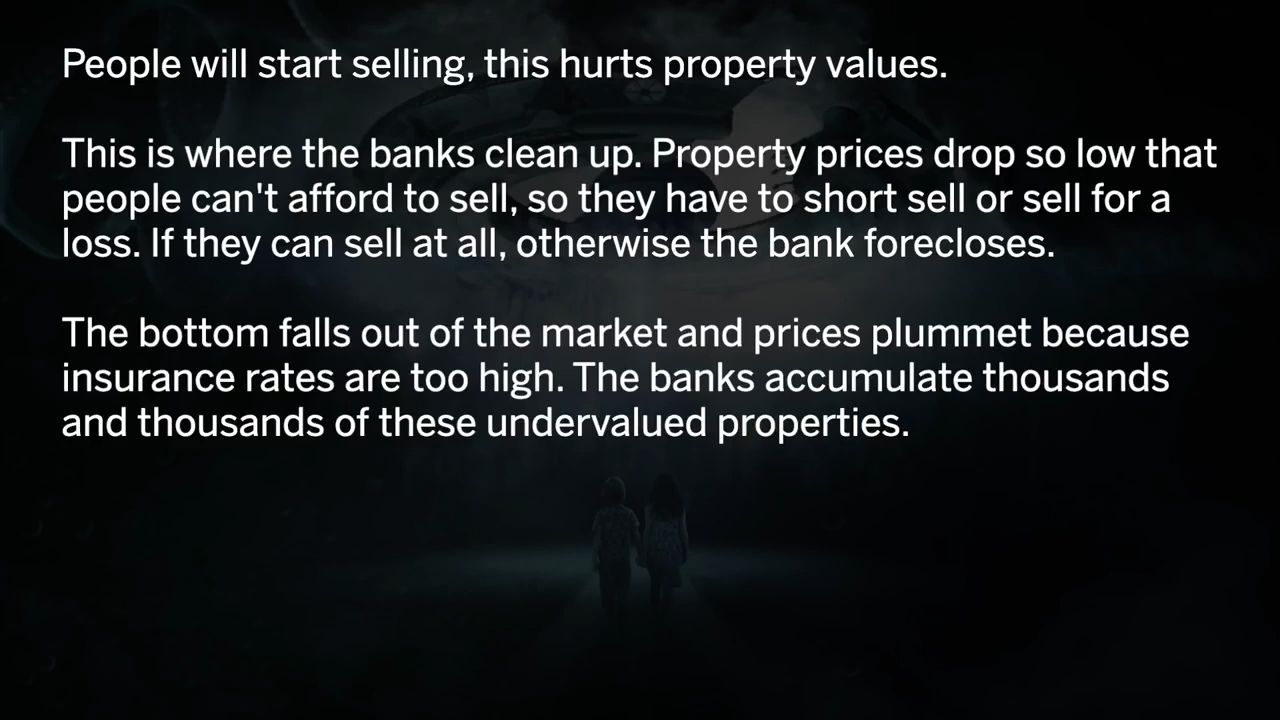 People will start selling, this hurts property values.
This is where the banks clean up. Property prices drop so low that
people can't afford to sell, so they have to short sell or sell for a
loss. If they can sell at all, otherwise the bank forecloses.
The bottom falls out of the market and prices plummet because
insurance rates are too high. The banks accumulate thousands
and thousands of these undervalued properties.